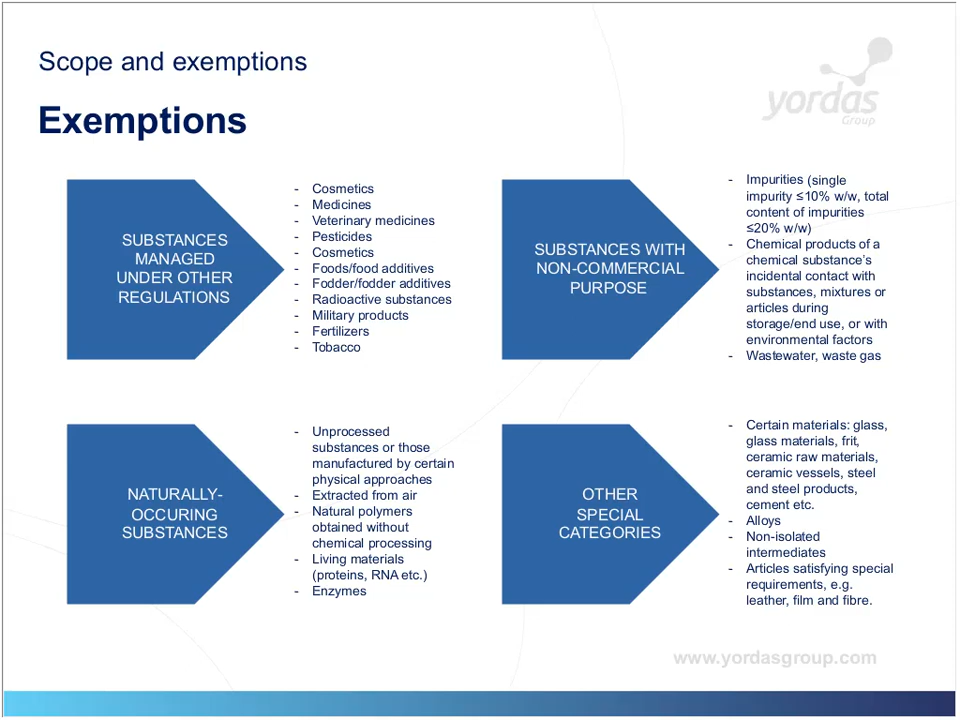 Scope and exemptions
yordas
Group
Exemptions
SUBSTANCES
MANAGED
UNDER OTHER
REGULATIONS
- Cosmetics
- Medicines
- Veterinary medicines
- Pesticides
- Cosmetics
- Foods/food additives
- Fodder/fodder additives
- Radioactive substances
- Military products
- Fertilizers
- Tobacco
SUBSTANCES WITH
NON-COMMERCIAL
PURPOSE
- Impurities (single
impurity ≤10% w/w, total
content of impurities
≤20% w/w)
- Chemical products of a
chemical substance’s
incidental contact with
substances, mixtures or
articles during
storage/end use, or with
environmental factors
- Wastewater, waste gas
NATURALLY-
OCCURING
SUBSTANCES
- Unprocessed
substances or those
manufactured by certain
physical approaches
- Extracted from air
- Natural polymers
obtained without
chemical processing
- Living materials
(proteins, RNA etc.)
- Enzymes
OTHER
SPECIAL
CATEGORIES
- Certain materials: glass,
glass materials, frit,
ceramic raw materials,
ceramic vessels, steel
and steel products,
cement etc.
- Alloys
- Non-isolated
intermediates
- Articles satisfying special
requirements, e.g.
leather, film and fibre.
www.yordasgroup.com